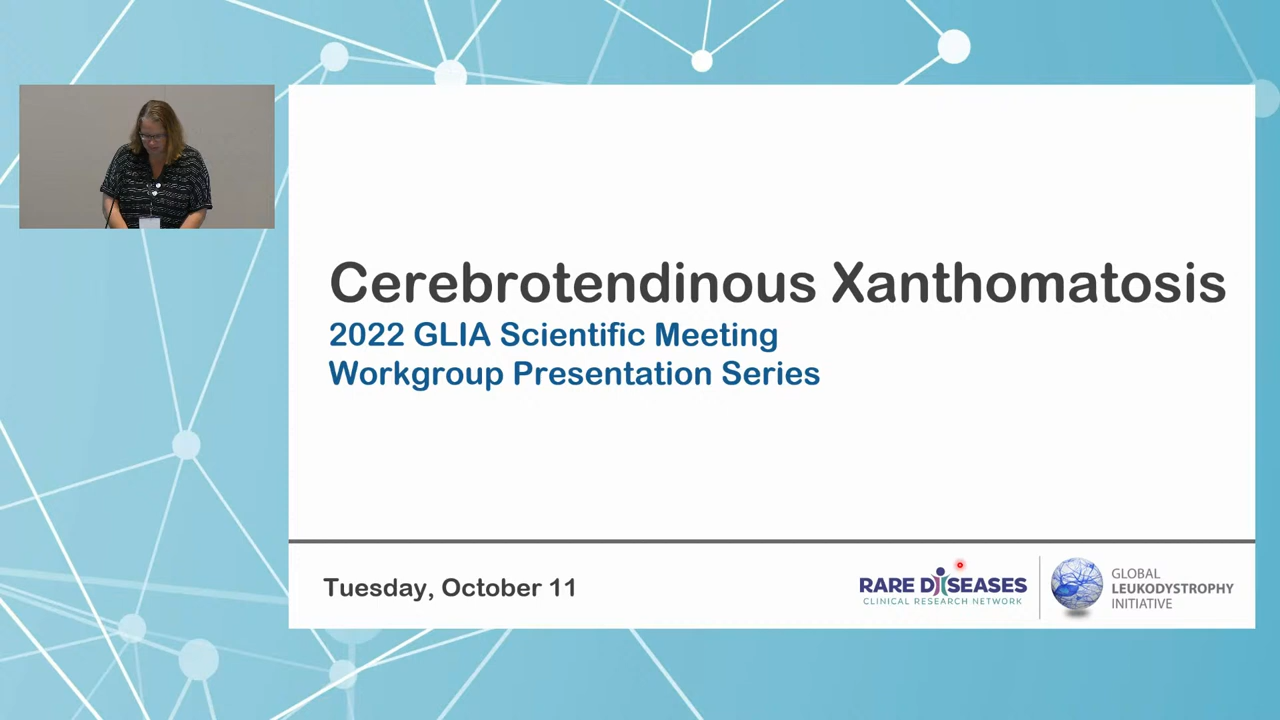 Cerebrotendinous Xanthomatosis
2022 GLIA Scientific Meeting
Workgroup Presentation Series
Tuesday, October 11
RARE DISEASES
CLINICAL RESEARCH NETWORK
GLOBAL
LEUKODYSTROPHY
INITIATIVE